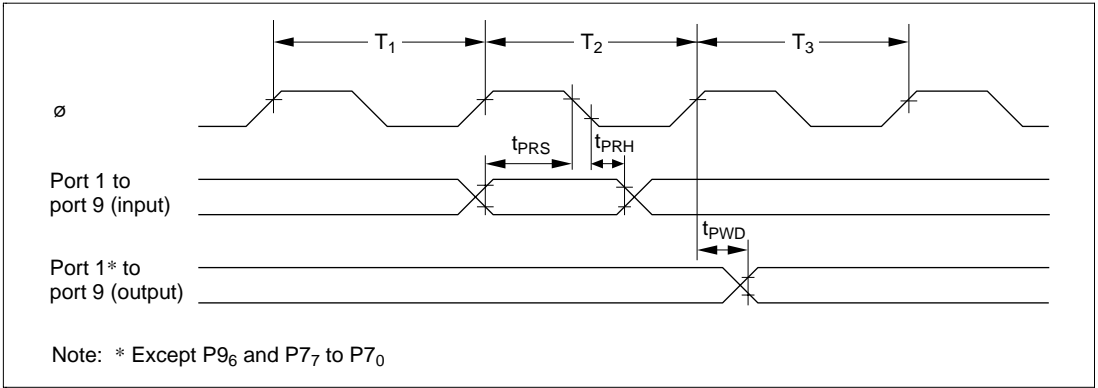 T1 T2 T3
ø
tPRS tPRH
Port 1 to
port 9 (input)
tPWD
Port 1* to
port 9 (output)
Note: * Except P96 and P77 to P70